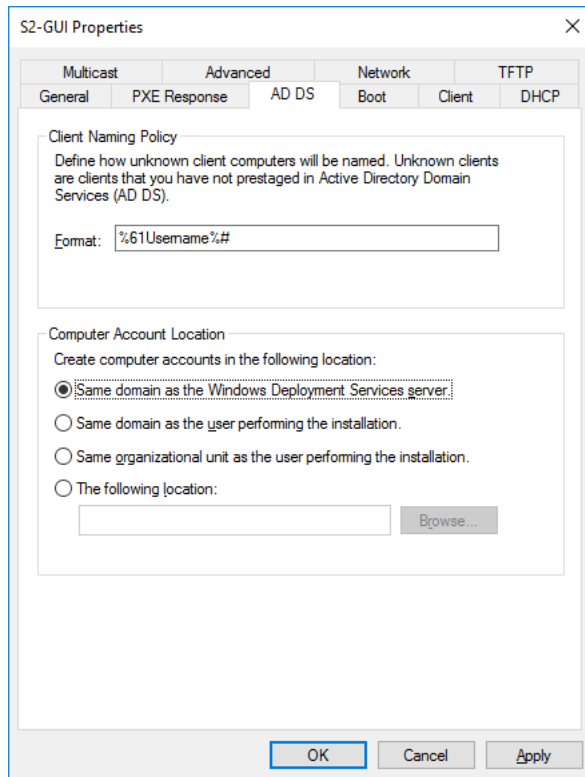 S2-GUI Properties
Multicast Advanced Network TFTP
General PXE Response AD DS Boot Client DHCP
Client Naming Policy
Define how unknown client computers will be named. Unknown clients
are clients that you have not prestaged in Active Directory Domain
Services (AD DS).
Format: %61Username%#
Computer Account Location
Create computer accounts in the following location:
Same domain as the Windows Deployment Services server.
Same domain as the user performing the installation.
Same organizational unit as the user performing the installation.
The following location:
Browse...
OK Cancel Apply